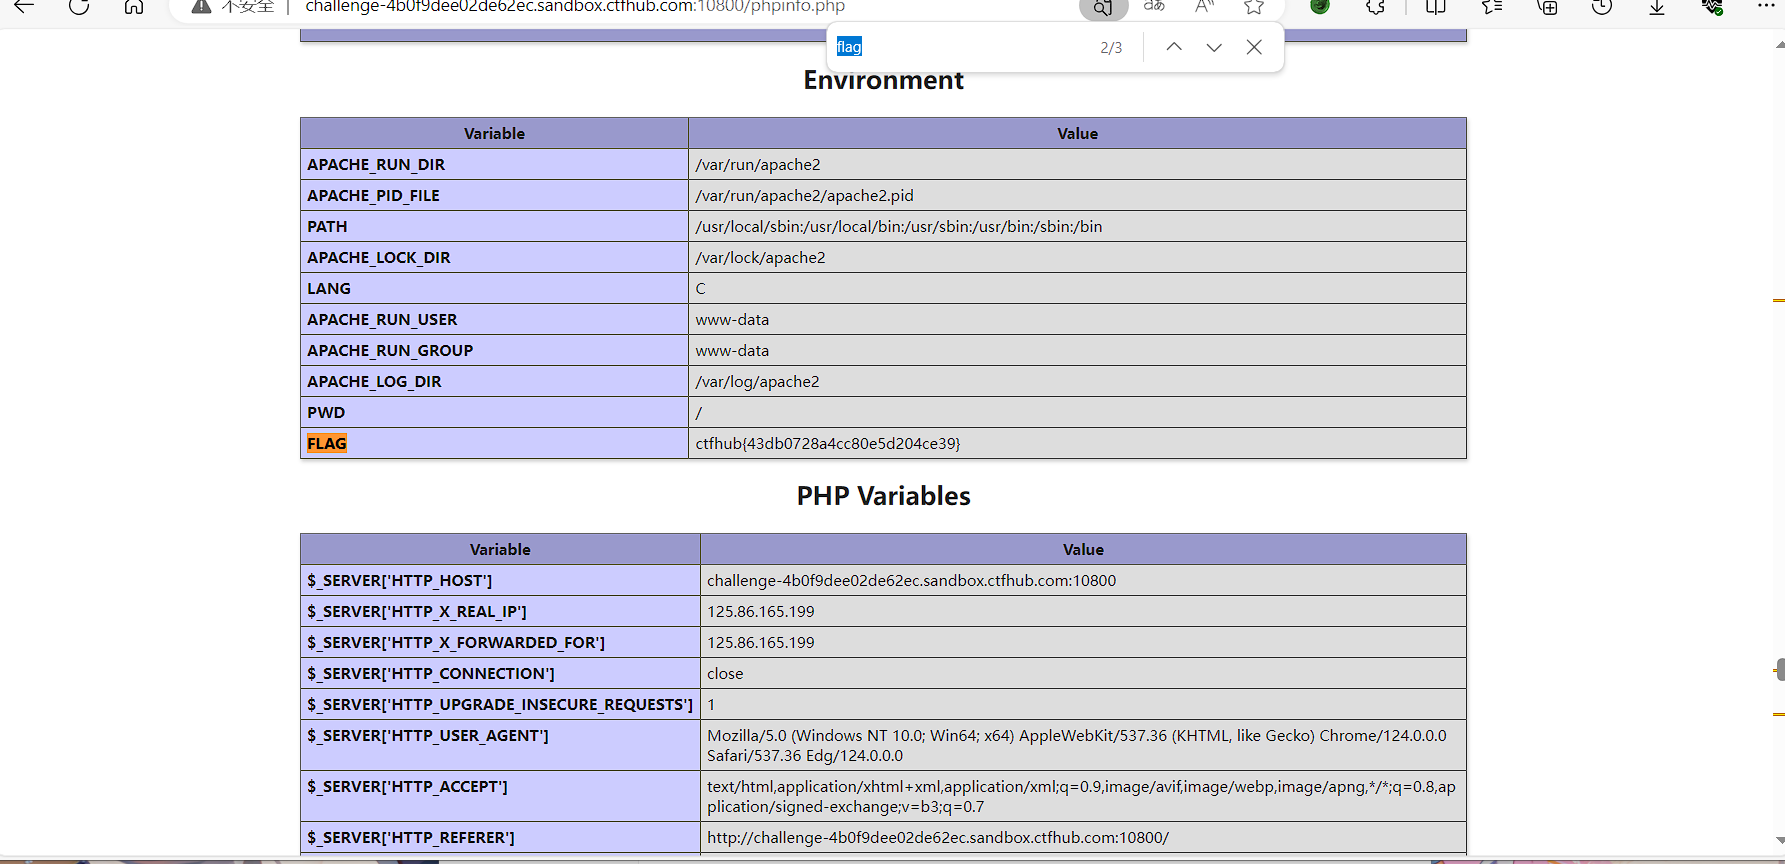 不安全 challenge-4b0f9dee02de62ec.sandbox.ctfhub.com:10800/phpinfo.php
flag 2/3
Environment
Variable Value
APACHE_RUN_DIR /var/run/apache2
APACHE_PID_FILE /var/run/apache2/apache2.pid
PATH /usr/local/sbin:/usr/local/bin:/usr/sbin:/usr/bin:/sbin:/bin
APACHE_LOCK_DIR /var/lock/apache2
LANG C
APACHE_RUN_USER www-data
APACHE_RUN_GROUP www-data
APACHE_LOG_DIR /var/log/apache2
PWD /
FLAG ctfhub{43db0728a4cc80e5d204ce39}
PHP Variables
Variable Value
$_SERVER['HTTP_HOST'] challenge-4b0f9dee02de62ec.sandbox.ctfhub.com:10800
$_SERVER['HTTP_X_REAL_IP'] 125.86.165.199
$_SERVER['HTTP_X_FORWARDED_FOR'] 125.86.165.199
$_SERVER['HTTP_CONNECTION'] close
$_SERVER['HTTP_UPGRADE_INSECURE_REQUESTS'] 1
$_SERVER['HTTP_USER_AGENT'] Mozilla/5.0 (Windows NT 10.0; Win64; x64) AppleWebKit/537.36 (KHTML, like Gecko) Chrome/124.0.0.0
Safari/537.36 Edg/124.0.0.0
$_SERVER['HTTP_ACCEPT'] text/html,application/xhtml+xml,application/xml;q=0.9,image/avif,image/webp,image/apng,*/*;q=0.8,ap
plication/signed-exchange;v=b3;q=0.7
$_SERVER['HTTP_REFERER'] http://challenge-4b0f9dee02de62ec.sandbox.ctfhub.com:10800/